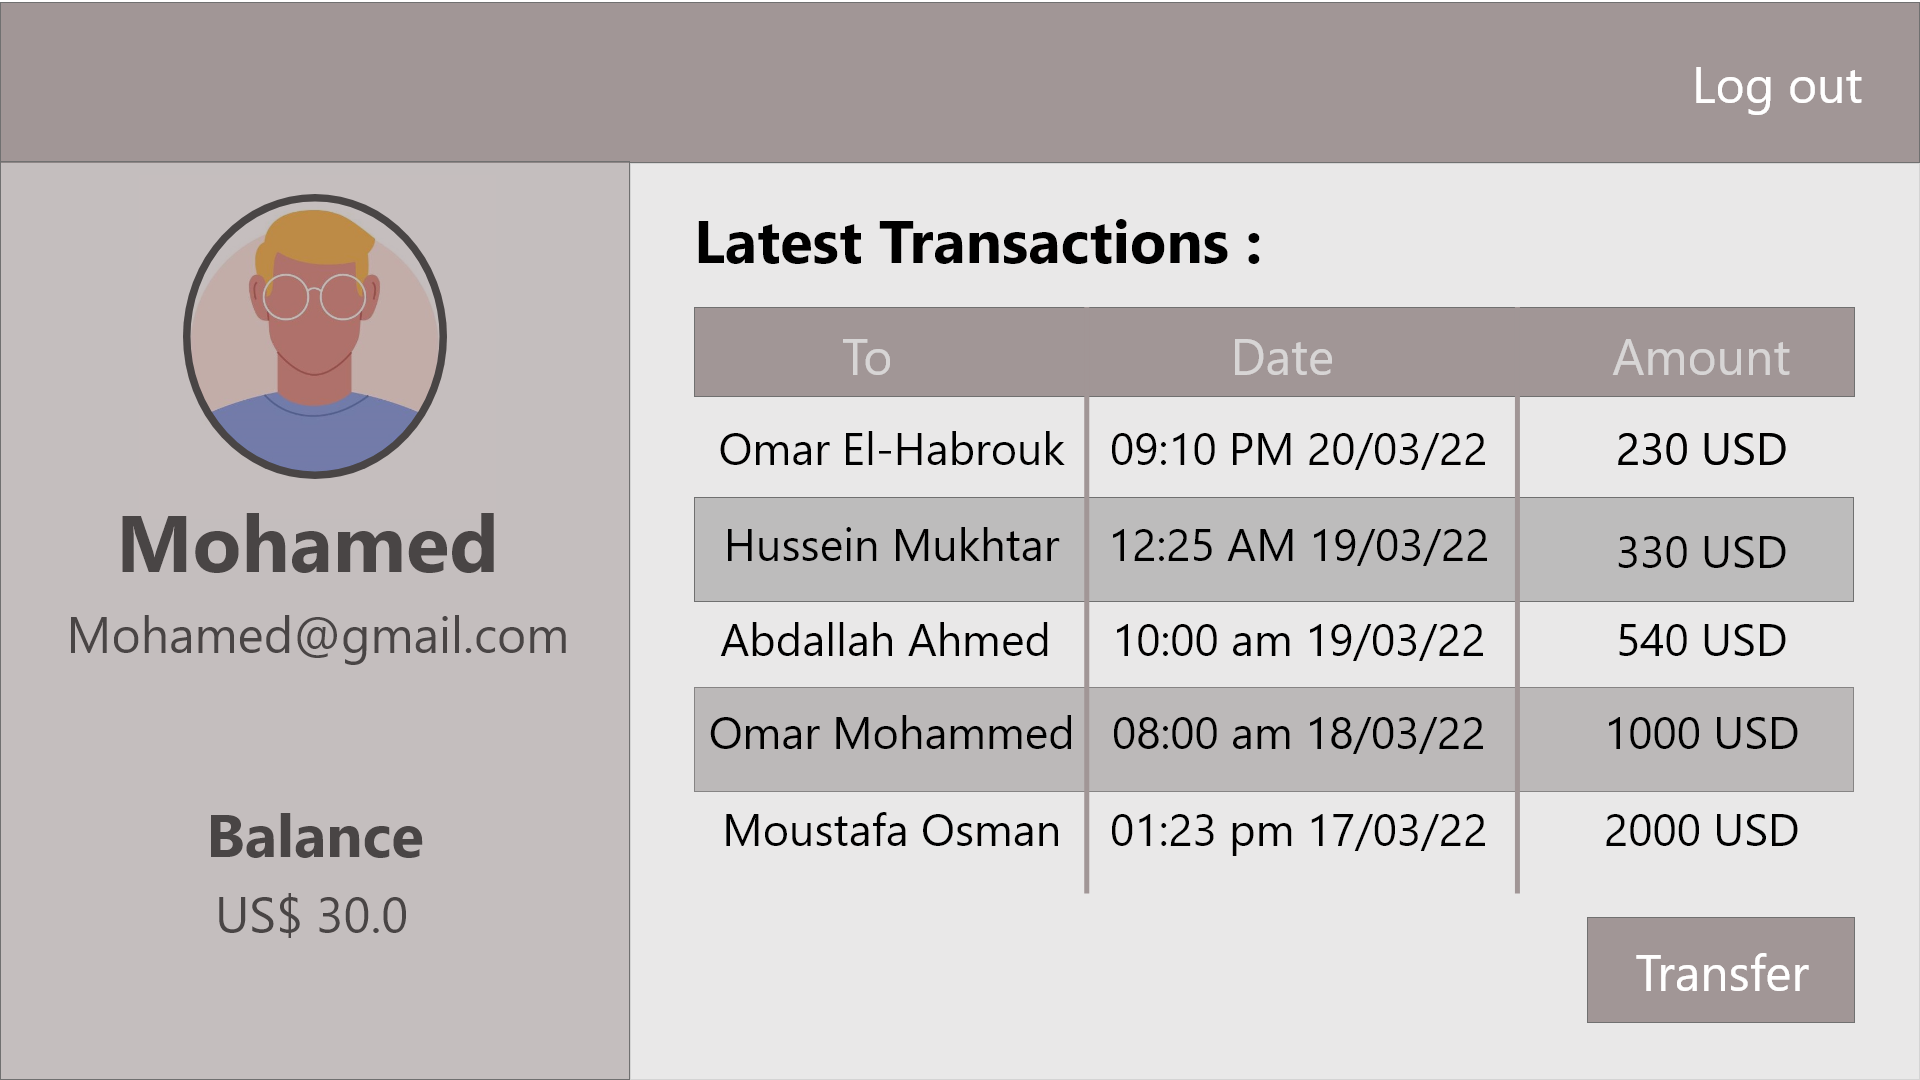 Log out
Mohamed
Mohamed@gmail.com
Balance
US$ 30.0
Latest Transactions :
To Date Amount
Omar El-Habrouk 09:10 PM 20/03/22 230 USD
Hussein Mukhtar 12:25 AM 19/03/22 330 USD
Abdallah Ahmed 10:00 am 19/03/22 540 USD
Omar Mohammed 08:00 am 18/03/22 1000 USD
Moustafa Osman 01:23 pm 17/03/22 2000 USD
Transfer